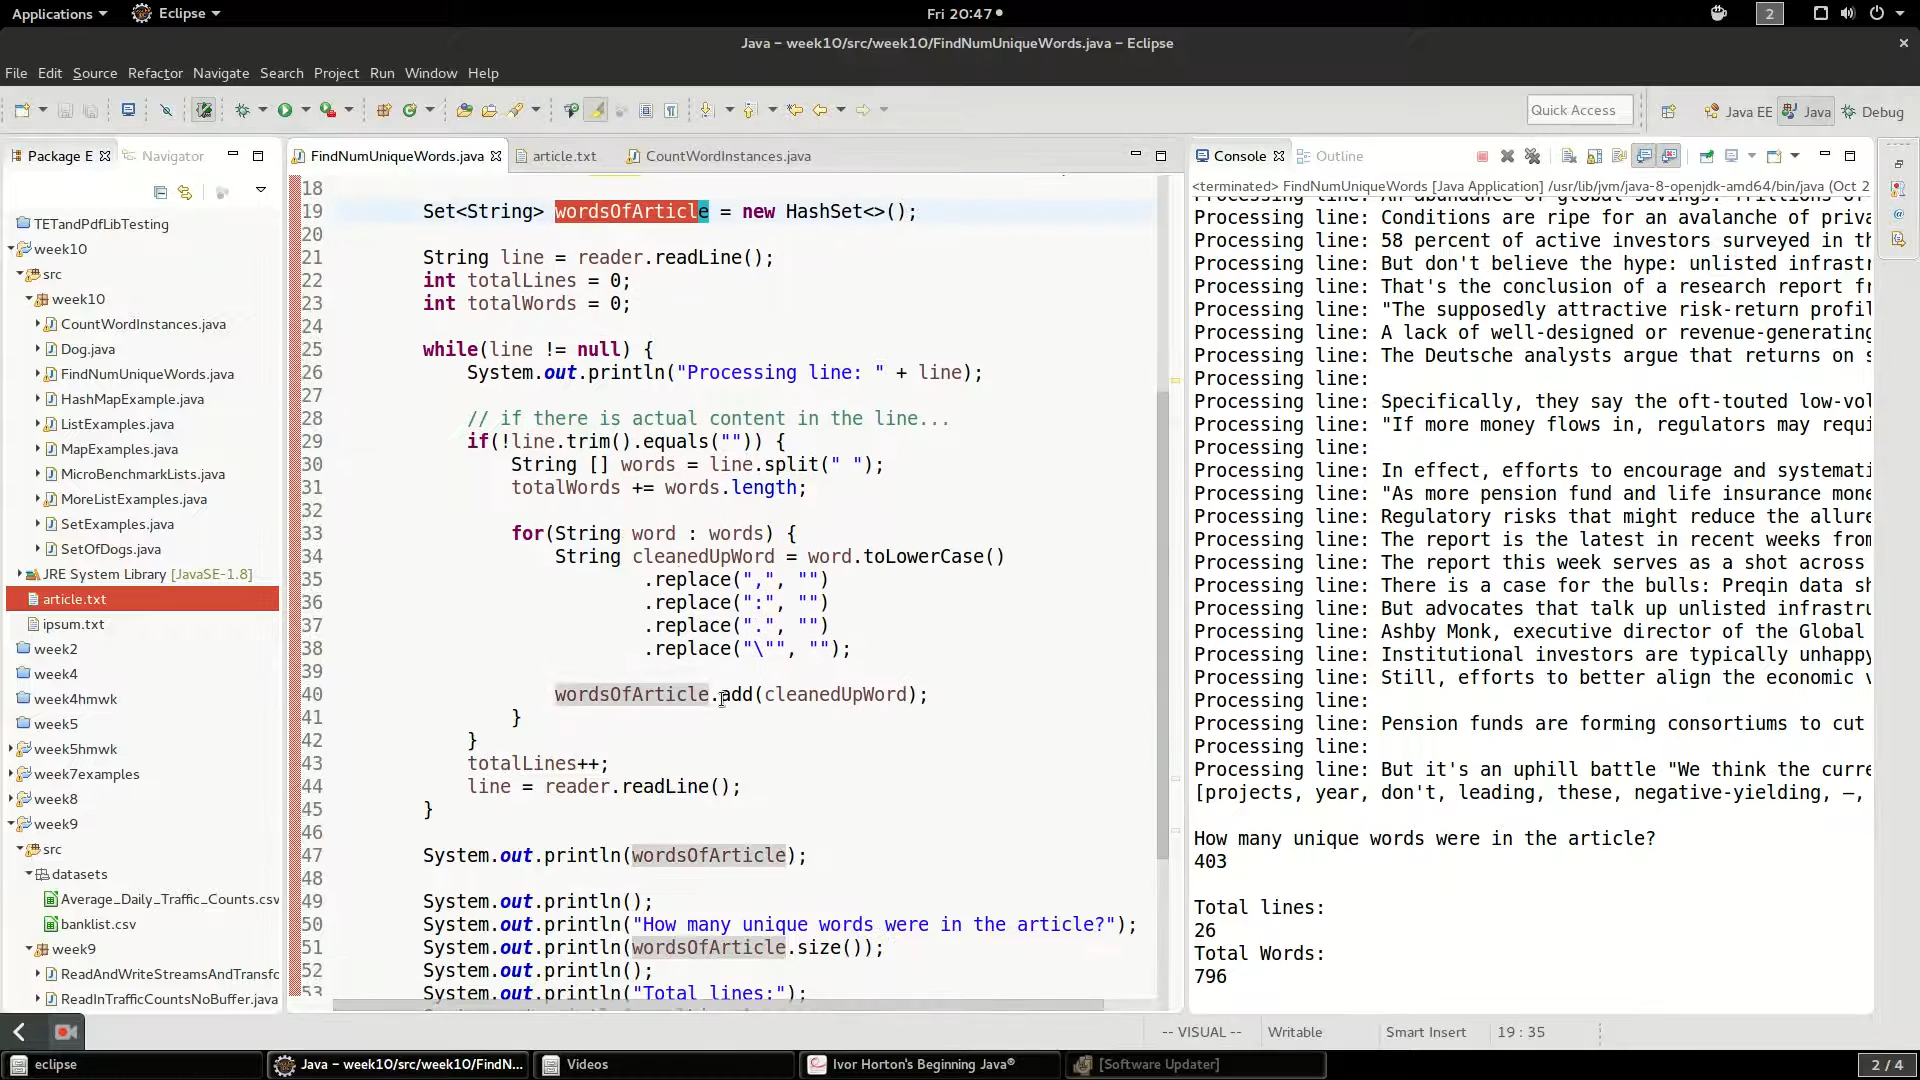 Applications Eclipse Fri 20:47 2
Java – week10/src/week10/FindNumUniqueWords.java – Eclipse
File Edit Source Refactor Navigate Search Project Run Window Help
Quick Access Java EE Java Debug
Package E Navigator
TETandPdfLibTesting
week10
src
week10
CountWordInstances.java
Dog.java
FindNumUniqueWords.java
HashMapExample.java
ListExamples.java
MapExamples.java
MicroBenchmarkLists.java
MoreListExamples.java
SetExamples.java
SetOfDogs.java
JRE System Library [JavaSE-1.8]
article.txt
ipsum.txt
week2
week4
week4hmwk
week5
week5hmwk
week7examples
week8
week9
src
datasets
Average_Daily_Traffic_Counts.csv
banklist.csv
week9
ReadAndWriteStreamsAndTransfo
ReadInTrafficCountsNoBuffer.java
FindNumUniqueWords.java article.txt CountWordInstances.java
18
19 Set<String> wordsOfArticle = new HashSet<>();
20
21 String line = reader.readLine();
22 int totalLines = 0;
23 int totalWords = 0;
24
25 while(line != null) {
26 System.out.println("Processing line: " + line);
27
28 // if there is actual content in the line...
29 if(!line.trim().equals("")) {
30 String [] words = line.split(" ");
31 totalWords += words.length;
32
33 for(String word : words) {
34 String cleanedUpWord = word.toLowerCase()
35 .replace(",", "")
36 .replace(":", "")
37 .replace(".", "")
38 .replace("\"", "");
39
40 wordsOfArticle.add(cleanedUpWord);
41 }
42 }
43 totalLines++;
44 line = reader.readLine();
45 }
46
47 System.out.println(wordsOfArticle);
48
49 System.out.println();
50 System.out.println("How many unique words were in the article?");
51 System.out.println(wordsOfArticle.size());
52 System.out.println();
53 System.out.println("Total lines:");
Console Outline
<terminated> FindNumUniqueWords [Java Application] /usr/lib/jvm/java-8-openjdk-amd64/bin/java (Oct 2
Processing line: An abundance of global savings: trillions of
Processing line: Conditions are ripe for an avalanche of priva
Processing line: 58 percent of active investors surveyed in th
Processing line: But don't believe the hype: unlisted infrastr
Processing line: That's the conclusion of a research report fr
Processing line: "The supposedly attractive risk-return profil
Processing line: A lack of well-designed or revenue-generating
Processing line: The Deutsche analysts argue that returns on s
Processing line:
Processing line: Specifically, they say the oft-touted low-vol
Processing line: "If more money flows in, regulators may requi
Processing line:
Processing line: In effect, efforts to encourage and systemati
Processing line: "As more pension fund and life insurance mone
Processing line: Regulatory risks that might reduce the allure
Processing line: The report is the latest in recent weeks from
Processing line: The report this week serves as a shot across
Processing line: There is a case for the bulls: Preqin data sh
Processing line: But advocates that talk up unlisted infrastru
Processing line: Ashby Monk, executive director of the Global
Processing line: Institutional investors are typically unhappy
Processing line: Still, efforts to better align the economic v
Processing line:
Processing line: Pension funds are forming consortiums to cut
Processing line:
Processing line: But it's an uphill battle "We think the curre
[projects, year, don't, leading, these, negative-yielding, —,
How many unique words were in the article?
403
Total lines:
26
Total Words:
796
-- VISUAL -- Writable Smart Insert 19 : 35
eclipse Java – week10/src/week10/FindN... Videos Ivor Horton's Beginning Java® [Software Updater] 2 / 4